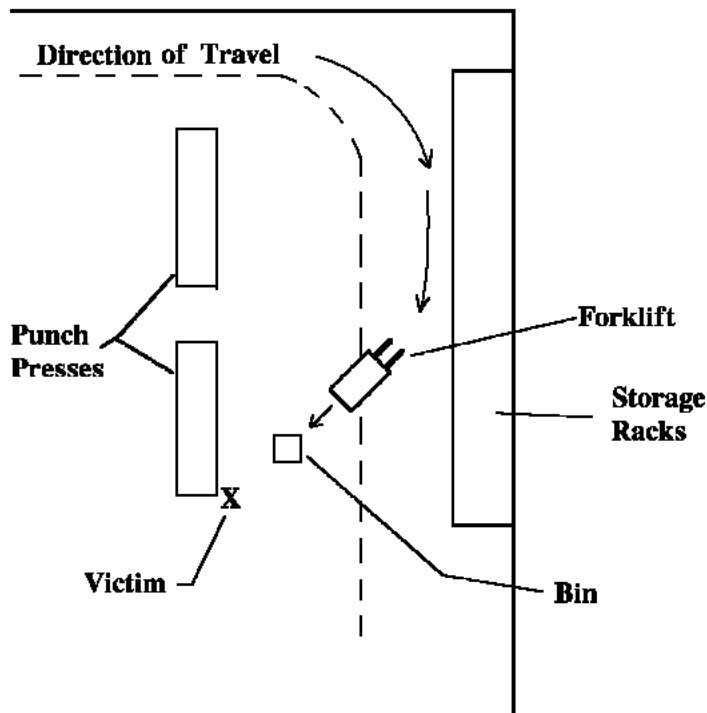 Direction of Travel
Forklift
Punch
Presses
Storage
Racks
X
Victim
Bin